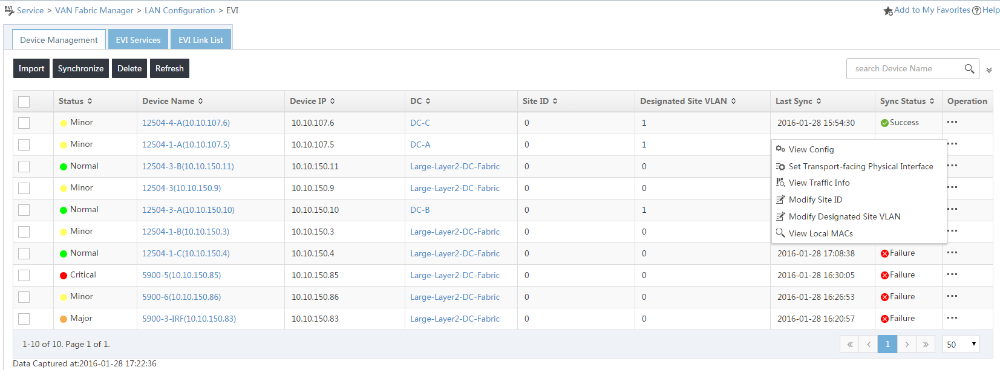 EVI Service > VAN Fabric Manager > LAN Configuration > EVI Add to My Favorites ? Help
Device Management EVI Services EVI Link List
Import Synchronize Delete Refresh search Device Name
Status Device Name Device IP DC Site ID Designated Site VLAN Last Sync Sync Status Operation
Minor 12504-4-A(10.10.107.6) 10.10.107.6 DC-C 0 1 2016-01-28 15:54:30 Success ...
Minor 12504-1-A(10.10.107.5) 10.10.107.5 DC-A 0 1 ...
View Config
Normal 12504-3-B(10.10.150.11) 10.10.150.11 Large-Layer2-DC-Fabric 0 0 ...
Set Transport-facing Physical Interface
View Traffic Info
Minor 12504-3(10.10.150.9) 10.10.150.9 Large-Layer2-DC-Fabric 0 0 ...
Modify Site ID
Normal 12504-3-A(10.10.150.10) 10.10.150.10 DC-B 0 1 ...
Modify Designated Site VLAN
Minor 12504-1-B(10.10.150.3) 10.10.150.3 Large-Layer2-DC-Fabric 0 0 ...
View Local MACs
Normal 12504-1-C(10.10.150.4) 10.10.150.4 Large-Layer2-DC-Fabric 0 0 2016-01-28 17:08:38 Failure ...
Critical 5900-5(10.10.150.85) 10.10.150.85 Large-Layer2-DC-Fabric 0 0 2016-01-28 16:30:05 Failure ...
Minor 5900-6(10.10.150.86) 10.10.150.86 Large-Layer2-DC-Fabric 0 0 2016-01-28 16:26:53 Failure ...
Major 5900-3-IRF(10.10.150.83) 10.10.150.83 Large-Layer2-DC-Fabric 0 0 2016-01-28 16:20:57 Failure ...
1-10 of 10. Page 1 of 1. « < 1 > » 50
Data Captured at:2016-01-28 17:22:36